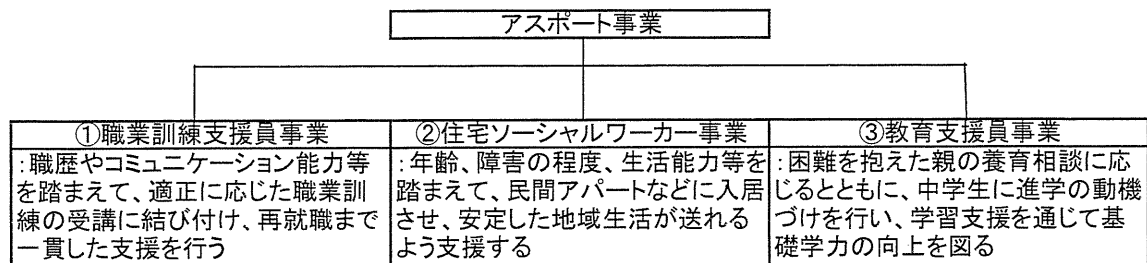 アスポート事業
①職業訓練支援員事業
:職歴やコミュニケーション能力等
を踏まえて、適正に応じた職業訓
練の受講に結び付け、再就職まで
一貫した支援を行う
②住宅ソーシャルワーカー事業
:年齢、障害の程度、生活能力等を
踏まえて、民間アパートなどに入居
させ、安定した地域生活が送れる
よう支援する
③教育支援員事業
:困難を抱えた親の養育相談に応
じるとともに、中学生に進学の動機
づけを行い、学習支援を通じて基
礎学力の向上を図る